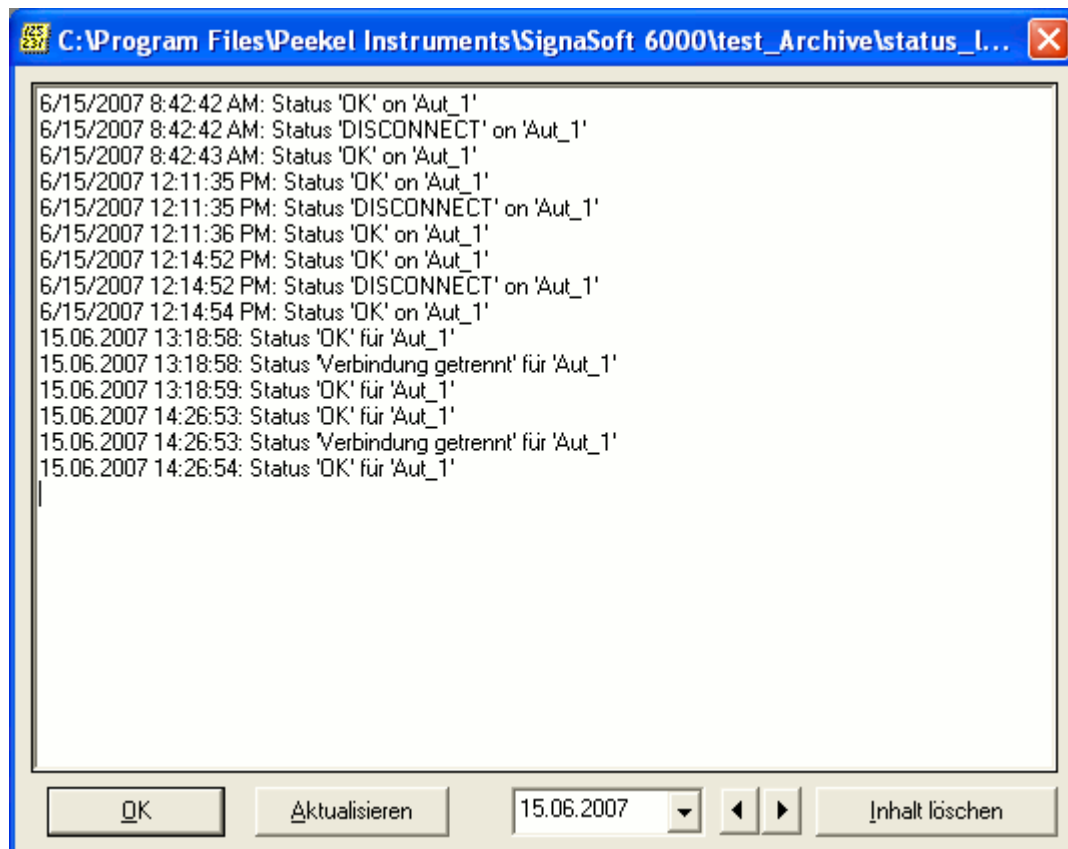 C:\Program Files\Peekel Instruments\SignaSoft 6000\test_Archive\status_l...
6/15/2007 8:42:42 AM: Status 'OK' on 'Aut_1'
6/15/2007 8:42:42 AM: Status 'DISCONNECT' on 'Aut_1'
6/15/2007 8:42:43 AM: Status 'OK' on 'Aut_1'
6/15/2007 12:11:35 PM: Status 'OK' on 'Aut_1'
6/15/2007 12:11:35 PM: Status 'DISCONNECT' on 'Aut_1'
6/15/2007 12:11:36 PM: Status 'OK' on 'Aut_1'
6/15/2007 12:14:52 PM: Status 'OK' on 'Aut_1'
6/15/2007 12:14:52 PM: Status 'DISCONNECT' on 'Aut_1'
6/15/2007 12:14:54 PM: Status 'OK' on 'Aut_1'
15.06.2007 13:18:58: Status 'OK' für 'Aut_1'
15.06.2007 13:18:58: Status 'Verbindung getrennt' für 'Aut_1'
15.06.2007 13:18:59: Status 'OK' für 'Aut_1'
15.06.2007 14:26:53: Status 'OK' für 'Aut_1'
15.06.2007 14:26:53: Status 'Verbindung getrennt' für 'Aut_1'
15.06.2007 14:26:54: Status 'OK' für 'Aut_1'
OK Aktualisieren 15.06.2007 Inhalt löschen